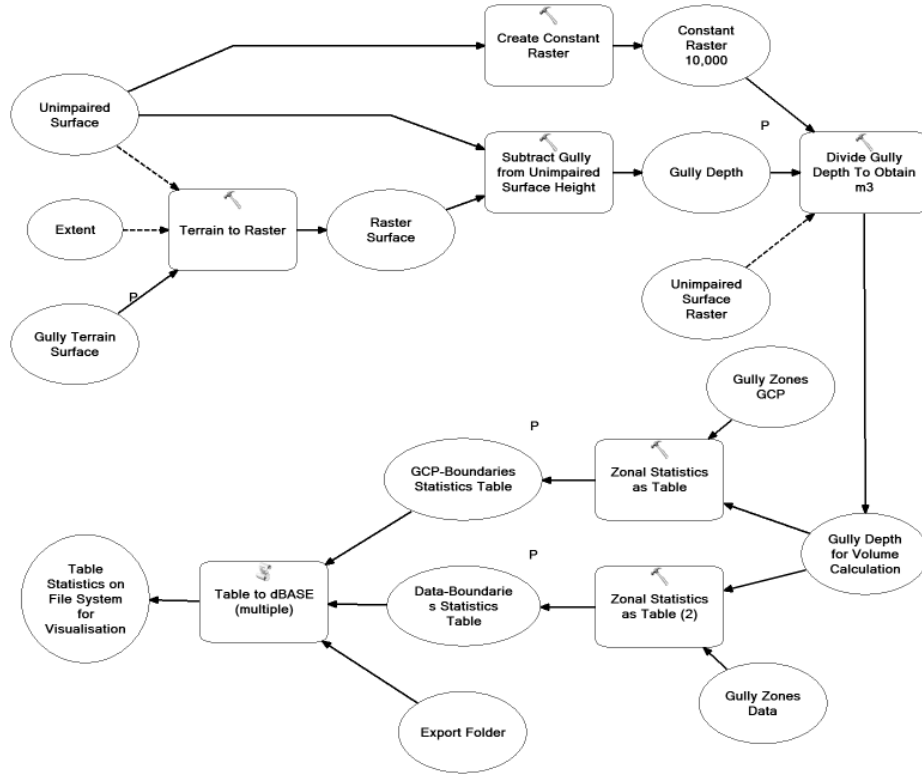 Create Constant
Raster
Constant
Raster
10,000
Unimpaired
Surface
P
Subtract Gully
from Unimpaired
Surface Height
Gully Depth
Divide Gully
Depth To Obtain
m3
Extent
Terrain to Raster
Raster
Surface
P
Gully Terrain
Surface
Unimpaired
Surface
Raster
Gully Zones
GCP
P
GCP-Boundaries
Statistics Table
Zonal Statistics
as Table
Gully Depth
for Volume
Calculation
P
Table
Statistics on
File System
for
Visualisation
Table to dBASE
(multiple)
Data-Boundarie
s Statistics
Table
Zonal Statistics
as Table (2)
Gully Zones
Data
Export Folder